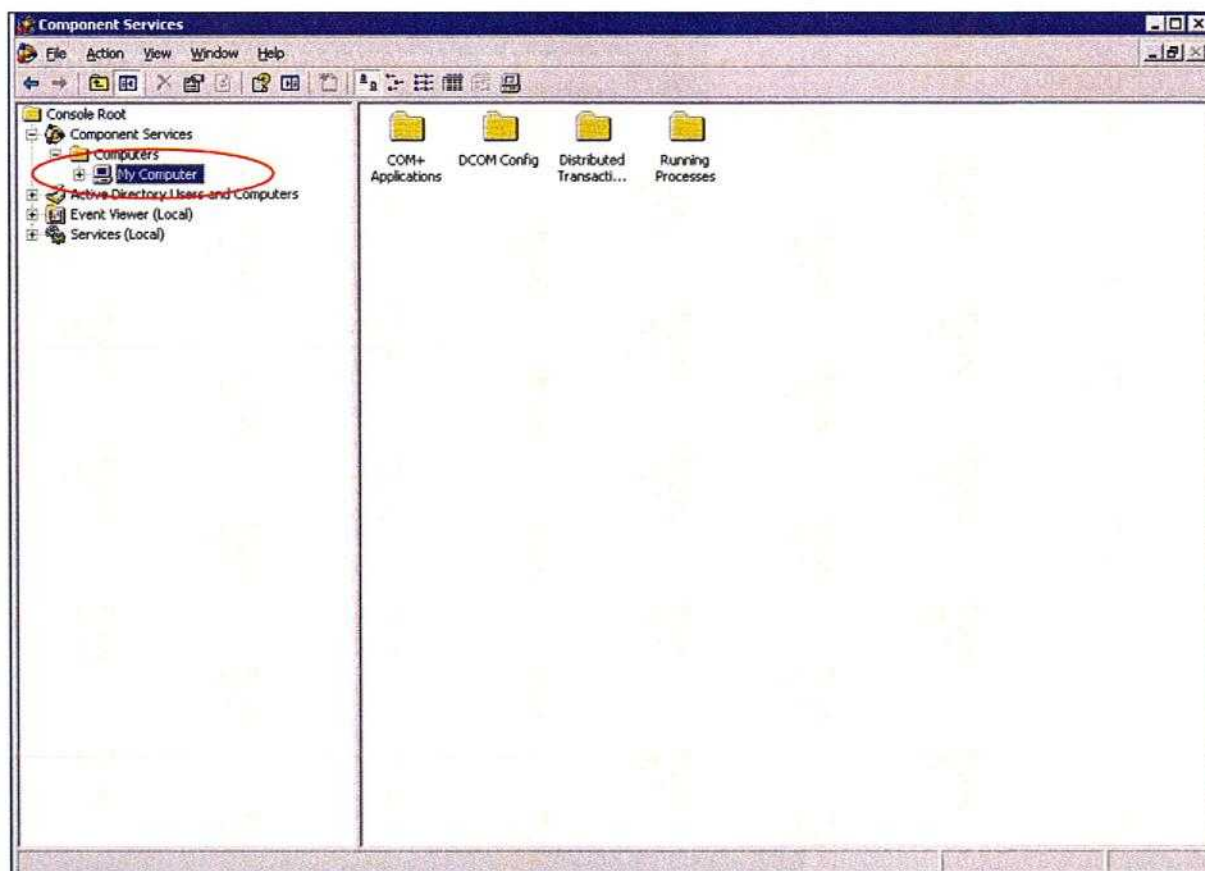 Component Services
File Action View Window Help
Console Root
Component Services
Computers
My Computer
Active Directory Users and Computers
Event Viewer (Local)
Services (Local)
COM+
Applications
DCOM Config
Distributed
Transacti...
Running
Processes